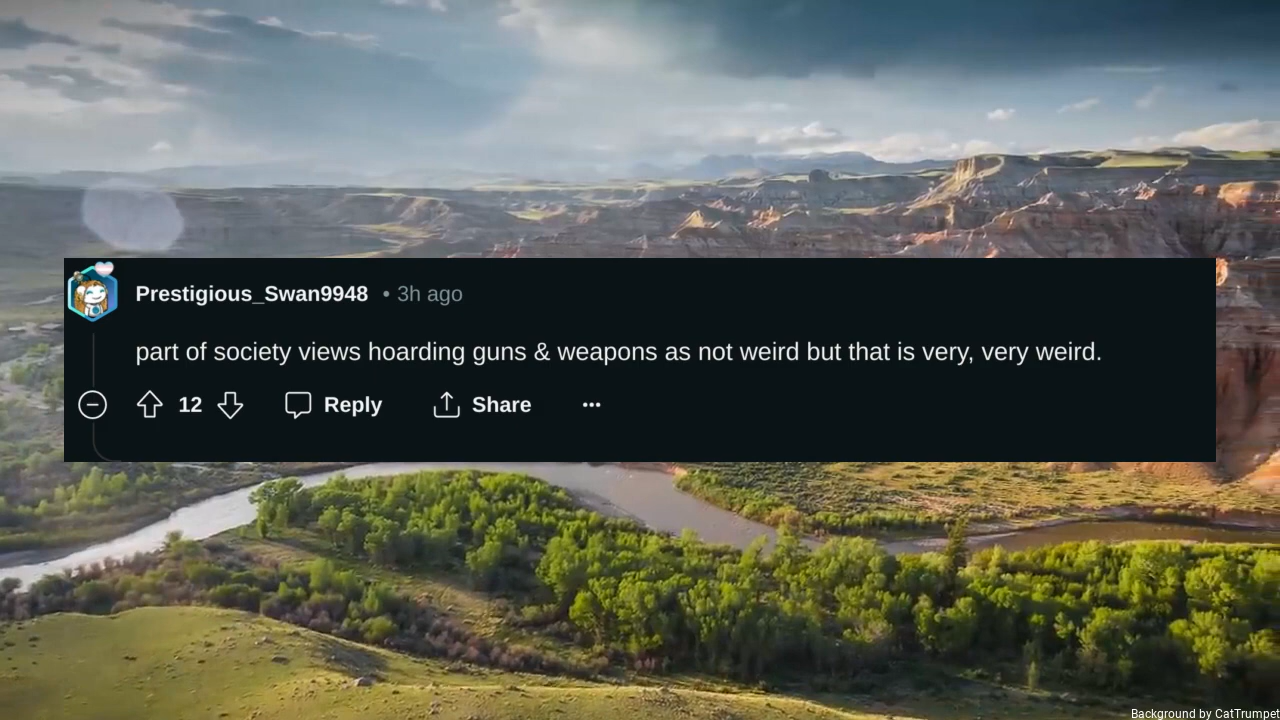 Prestigious_Swan9948 • 3h ago
part of society views hoarding guns & weapons as not weird but that is very, very weird.
12 Reply Share ...
Background by CatTrumpet